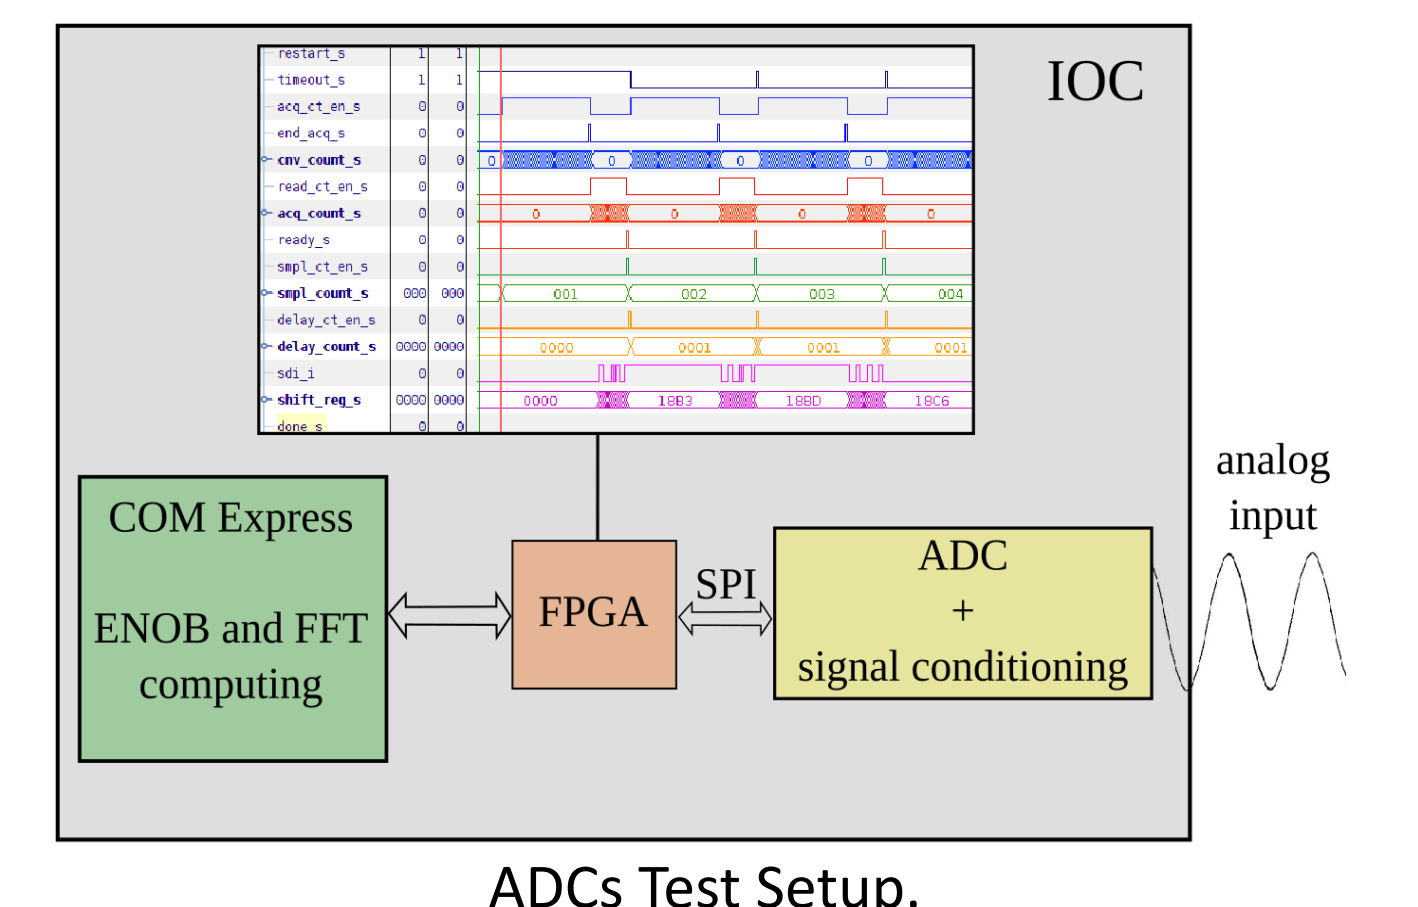 IOC
restart_s 1 1
timeout_s 1 1
acq_ct_en_s 0 0
end_acq_s 0 0
cnv_count_s 0 0 0 0 0 0
read_ct_en_s 0 0
acq_count_s 0 0 0 0 0 0
ready_s 0 0
smpl_ct_en_s 0 0
smpl_count_s 000 000 001 002 003 004
delay_ct_en_s 0 0
delay_count_s 0000 0000 0000 0001 0001 0001
sdi_i 0 0
shift_reg_s 0000 0000 0000 18B3 18BD 18C6
done_s 0 0
analog
input
COM Express
ENOB and FFT
computing
FPGA
SPI
ADC
+
signal conditioning
ADCs Test Setup.